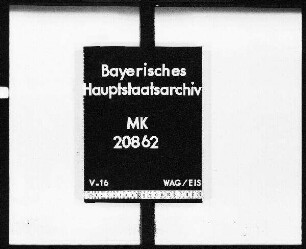 Bayerisches
Hauptstaatsarchiv
MK
20862
V-16 WAG/EIS